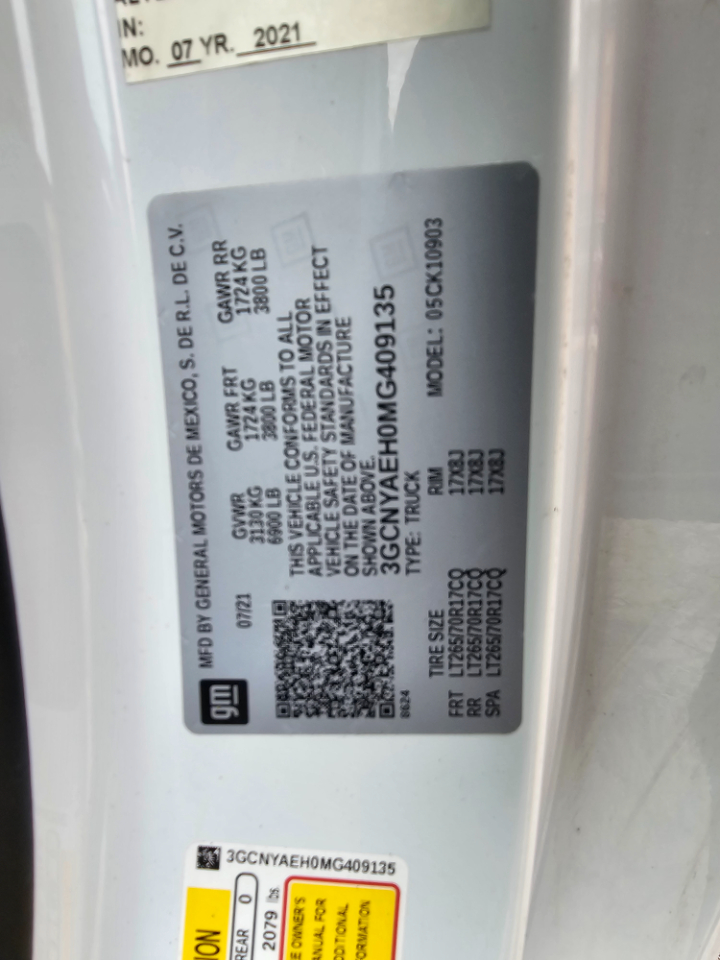 IN:
MO. 07 YR. 2021
gm
MFD BY GENERAL MOTORS DE MEXICO, S. DE R.L. DE C.V.
07/21 GVWR GAWR FRT GAWR RR
3130 KG 1724 KG 1724 KG
6900 LB 3800 LB 3800 LB
THIS VEHICLE CONFORMS TO ALL
APPLICABLE U.S. FEDERAL MOTOR
VEHICLE SAFETY STANDARDS IN EFFECT
ON THE DATE OF MANUFACTURE
SHOWN ABOVE.
3GCNYAEH0MG409135
8624 TYPE: TRUCK
TIRE SIZE RIM MODEL: 05CK10903
FRT LT265/70R17CQ 17X8J
RR LT265/70R17CQ 17X8J
SPA LT265/70R17CQ 17X8J
3GCNYAEH0MG409135
ION
REAR 0
2079 lbs.
E OWNER'S
ANUAL FOR
DDITIONAL
FORMATION